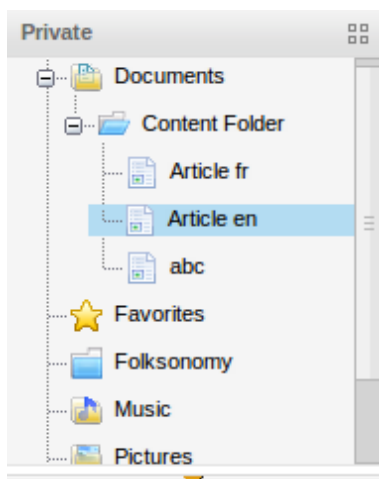 Private
Documents
Content Folder
Article fr
Article en
abc
Favorites
Folksonomy
Music
Pictures